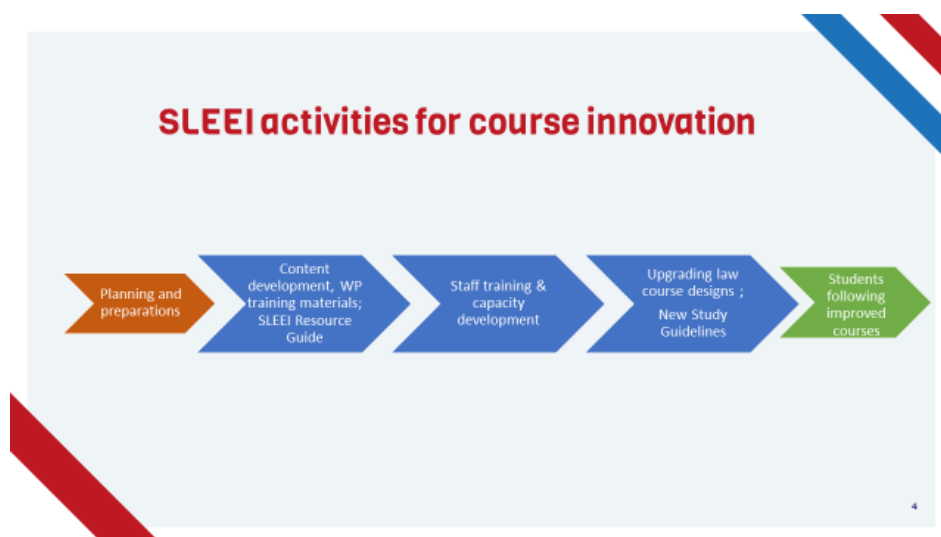 SLEEI activities for course innovation
Planning and
preparations
Content
development, WP
training materials;
SLEEI Resource
Guide
Staff training &
capacity
development
Upgrading law
course designs ;
New Study
Guidelines
Students
following
improved
courses
4